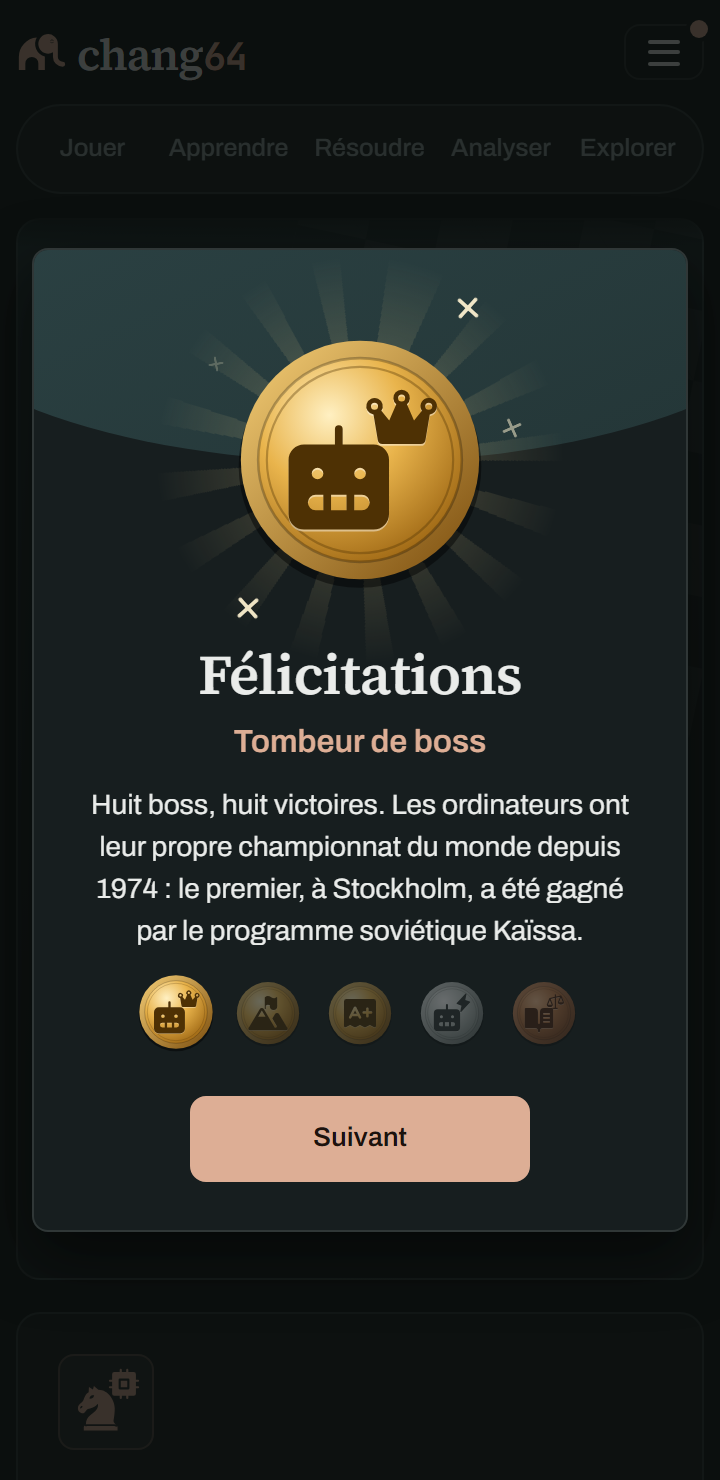 chang64
Jouer Apprendre Résoudre Analyser Explorer
Félicitations
Tombeur de boss
Huit boss, huit victoires. Les ordinateurs ont
leur propre championnat du monde depuis
1974 : le premier, à Stockholm, a été gagné
par le programme soviétique Kaïssa.
A+
Suivant